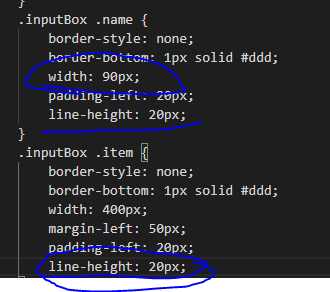 .inputBox .name {
border-style: none;
border-bottom: 1px solid #ddd;
width: 90px;
padding-left: 20px;
line-height: 20px;
}
.inputBox .item {
border-style: none;
border-bottom: 1px solid #ddd;
width: 400px;
margin-left: 50px;
padding-left: 20px;
line-height: 20px;